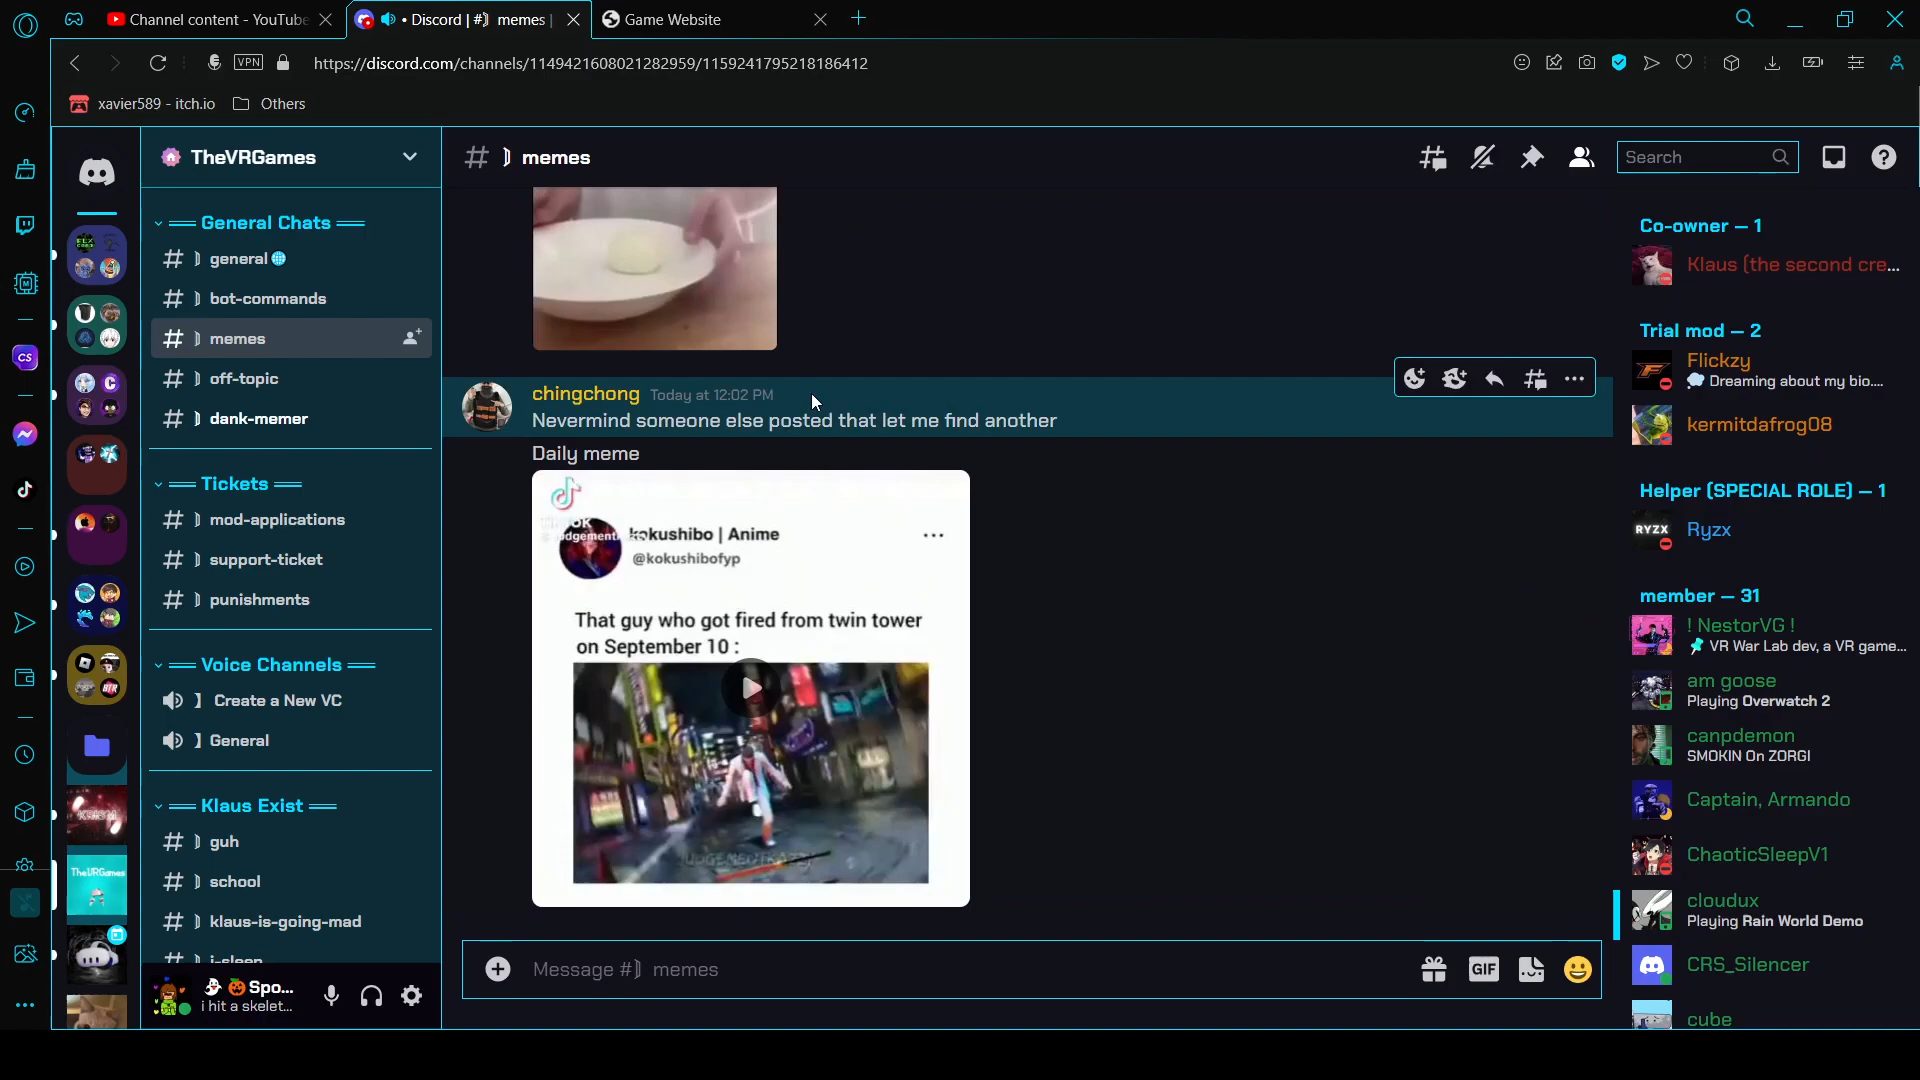 Channel content - YouTube
• Discord | #⟧ memes |
Game Website
VPN
https://discord.com/channels/1149421608021282959/1159241795218186412
xavier589 - itch.io
Others
TheVRGames
General Chats
general
bot-commands
memes
off-topic
dank-memer
Tickets
mod-applications
support-ticket
punishments
Voice Channels
Create a New VC
General
Klaus Exist
guh
school
klaus-is-going-mad
i-sleep
Spo...
i hit a skelet...
CS
TheVRGames
# ⟧ memes
Search
chingchong Today at 12:02 PM
Nevermind someone else posted that let me find another
Daily meme
kokushibo | Anime
@kokushibofyp
That guy who got fired from twin tower
on September 10 :
Message #⟧ memes
GIF
Co-owner — 1
Klaus (the second cre...
Trial mod — 2
Flickzy
Dreaming about my bio....
kermitdafrog08
Helper (SPECIAL ROLE) — 1
RYZX
Ryzx
member — 31
! NestorVG !
VR War Lab dev, a VR game...
am goose
Playing Overwatch 2
canpdemon
SMOKIN On ZORGI
Captain, Armando
ChaoticSleepV1
cloudux
Playing Rain World Demo
CRS_Silencer
cube